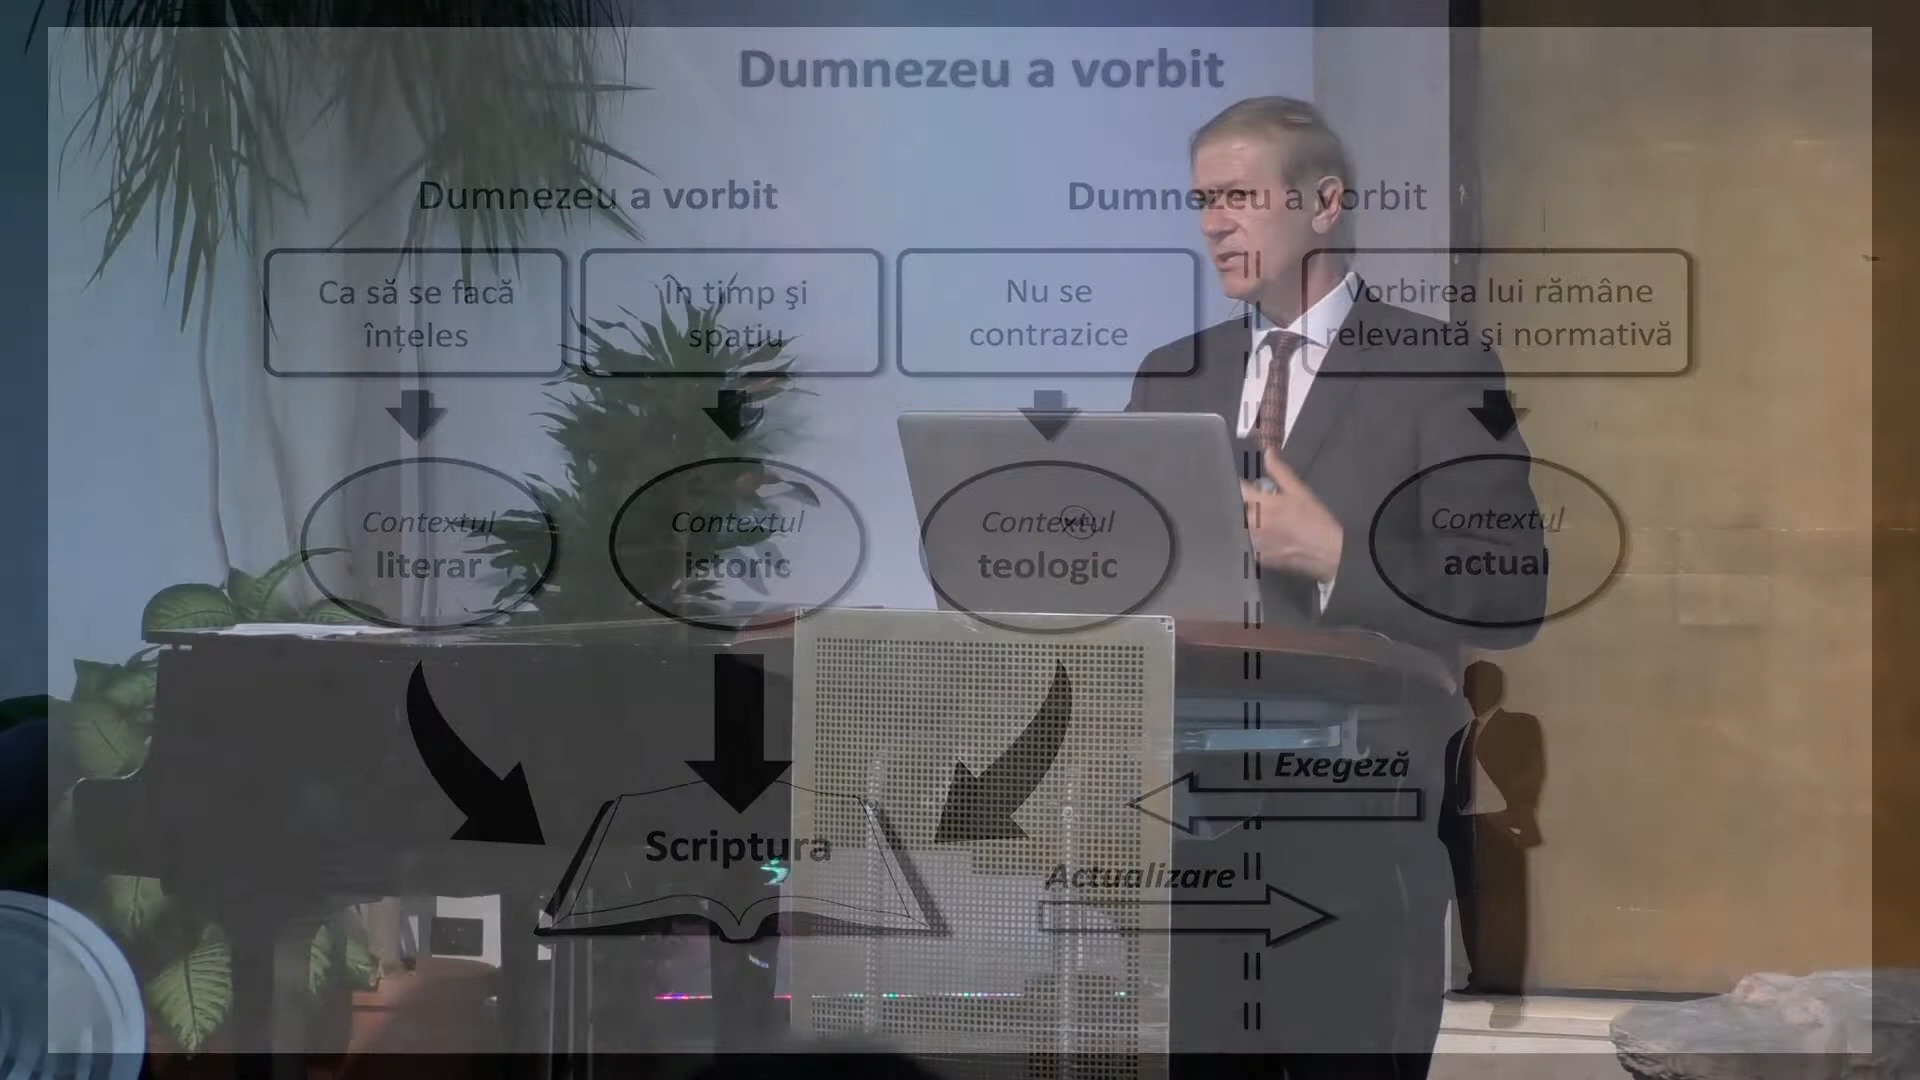 Dumnezeu a vorbit
Dumnezeu a vorbit
Dumnezeu a vorbit
Ca să se facă
înțeles
În timp şi
spațiu
Nu se
contrazice
Vorbirea lui rămâne
relevantă şi normativă
Contextul
literar
Contextul
istoric
Contextul
teologic
Contextul
actual
Exegeză
Scriptura
Actualizare